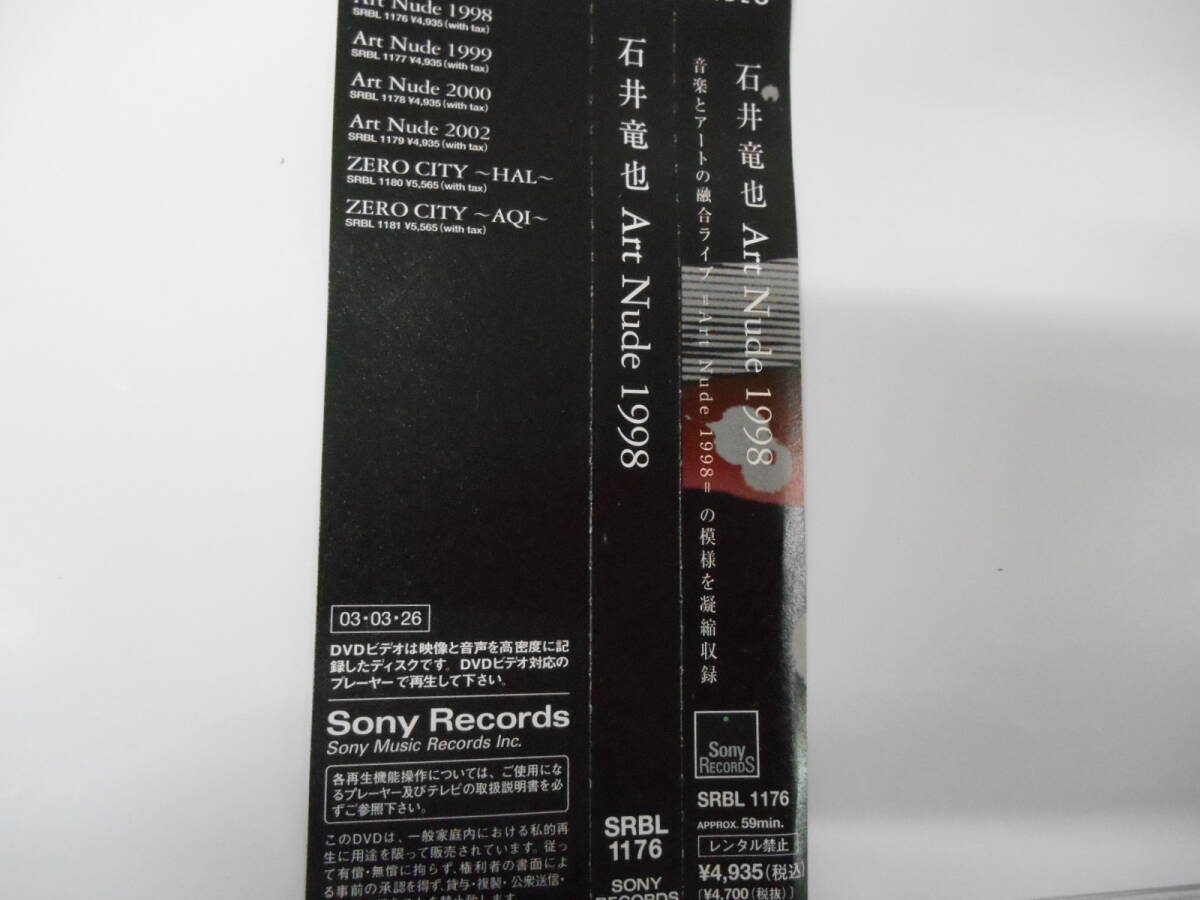 Art Nude 1998
SRBL 1176 ¥4,935(with tax)
Art Nude 1999
SRBL 1177 ¥4,935(with tax)
Art Nude 2000
SRBL 1178 ¥4,935(with tax)
Art Nude 2002
SRBL 1179 ¥4,935(with tax)
ZERO CITY ～HAL～
SRBL 1180 ¥5,565(with tax)
ZERO CITY ～AQI～
SRBL 1181 ¥5,565(with tax)
03・03・26
DVDビデオは映像と音声を高密度に記
録したディスクです。DVDビデオ対応の
プレーヤーで再生して下さい。
Sony Records
Sony Music Records Inc.
各再生機能操作については、ご使用にな
るプレーヤー及びテレビの取扱説明書を必
ずご参照下さい。
このDVDは、一般家庭内における私的再
生に用途を限って販売されています。従っ
て有償・無償に拘らず、権利者の書面によ
る事前の承認を得ず、貸与・複製・公衆送信・
石井竜也 Art Nude 1998
SRBL
1176
SONY
RECORDS
石井竜也 Art Nude 1998
音楽とアートの融合ライブ =Art Nude 1998= の模様を凝縮収録
Sony
RECORDS
SRBL 1176
APPROX. 59min.
レンタル禁止
¥4,935(税込)
[¥4,700(税抜)]